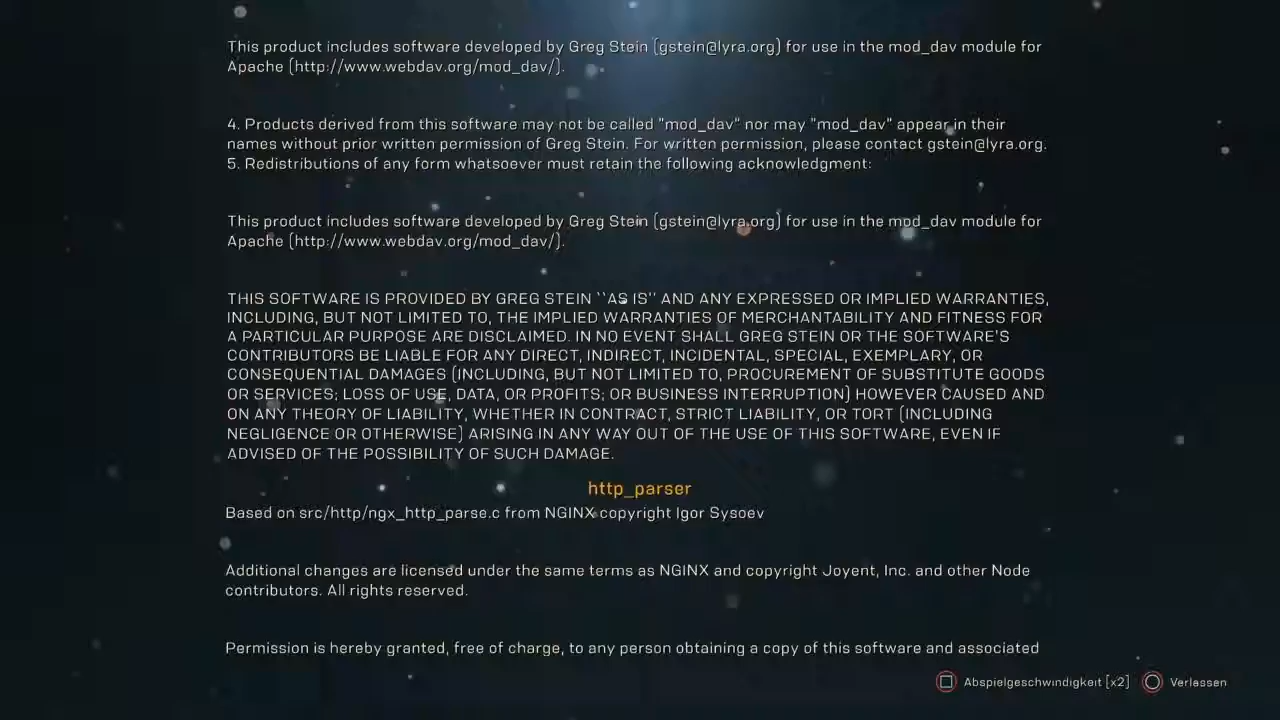 This product includes software developed by Greg Stein (gstein@lyra.org) for use in the mod_dav module for
Apache (http://www.webdav.org/mod_dav/).
4. Products derived from this software may not be called "mod_dav" nor may "mod_dav" appear in their
names without prior written permission of Greg Stein. For written permission, please contact gstein@lyra.org.
5. Redistributions of any form whatsoever must retain the following acknowledgment:
This product includes software developed by Greg Stein (gstein@lyra.org) for use in the mod_dav module for
Apache (http://www.webdav.org/mod_dav/).
THIS SOFTWARE IS PROVIDED BY GREG STEIN ``AS IS'' AND ANY EXPRESSED OR IMPLIED WARRANTIES,
INCLUDING, BUT NOT LIMITED TO, THE IMPLIED WARRANTIES OF MERCHANTABILITY AND FITNESS FOR
A PARTICULAR PURPOSE ARE DISCLAIMED. IN NO EVENT SHALL GREG STEIN OR THE SOFTWARE'S
CONTRIBUTORS BE LIABLE FOR ANY DIRECT, INDIRECT, INCIDENTAL, SPECIAL, EXEMPLARY, OR
CONSEQUENTIAL DAMAGES (INCLUDING, BUT NOT LIMITED TO, PROCUREMENT OF SUBSTITUTE GOODS
OR SERVICES; LOSS OF USE, DATA, OR PROFITS; OR BUSINESS INTERRUPTION) HOWEVER CAUSED AND
ON ANY THEORY OF LIABILITY, WHETHER IN CONTRACT, STRICT LIABILITY, OR TORT (INCLUDING
NEGLIGENCE OR OTHERWISE) ARISING IN ANY WAY OUT OF THE USE OF THIS SOFTWARE, EVEN IF
ADVISED OF THE POSSIBILITY OF SUCH DAMAGE.
http_parser
Based on src/http/ngx_http_parse.c from NGINX copyright Igor Sysoev
Additional changes are licensed under the same terms as NGINX and copyright Joyent, Inc. and other Node
contributors. All rights reserved.
Permission is hereby granted, free of charge, to any person obtaining a copy of this software and associated
Abspielgeschwindigkeit [x2] Verlassen